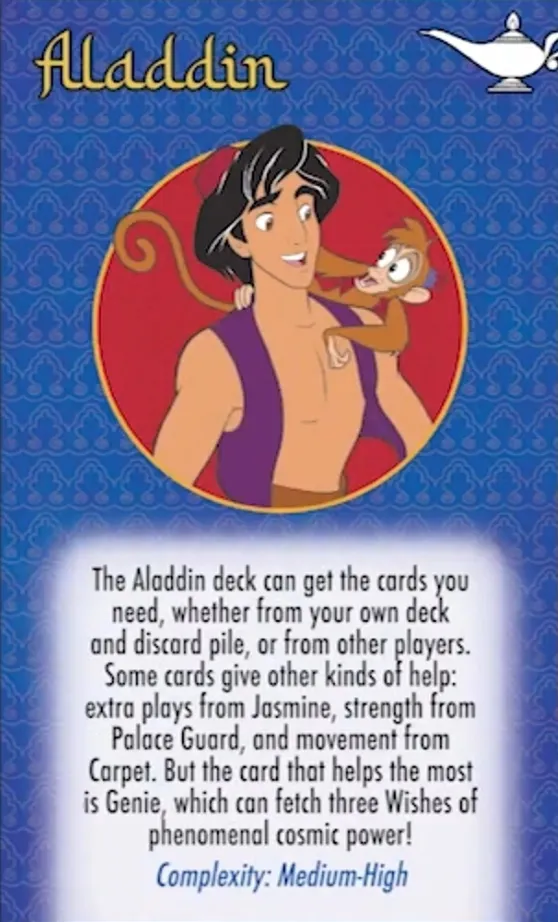 Aladdin
The Aladdin deck can get the cards you
need, whether from your own deck
and discard pile, or from other players.
Some cards give other kinds of help:
extra plays from Jasmine, strength from
Palace Guard, and movement from
Carpet. But the card that helps the most
is Genie, which can fetch three Wishes of
phenomenal cosmic power!
Complexity: Medium-High